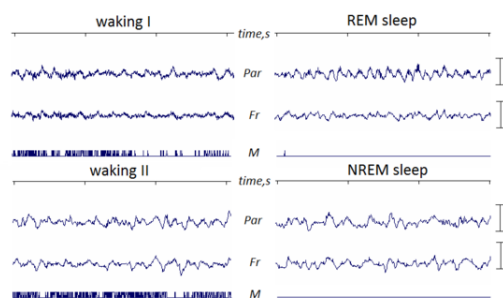 waking I
time,s
REM sleep
Par
Fr
M
waking II
time,s
NREM sleep
Par
Fr
M